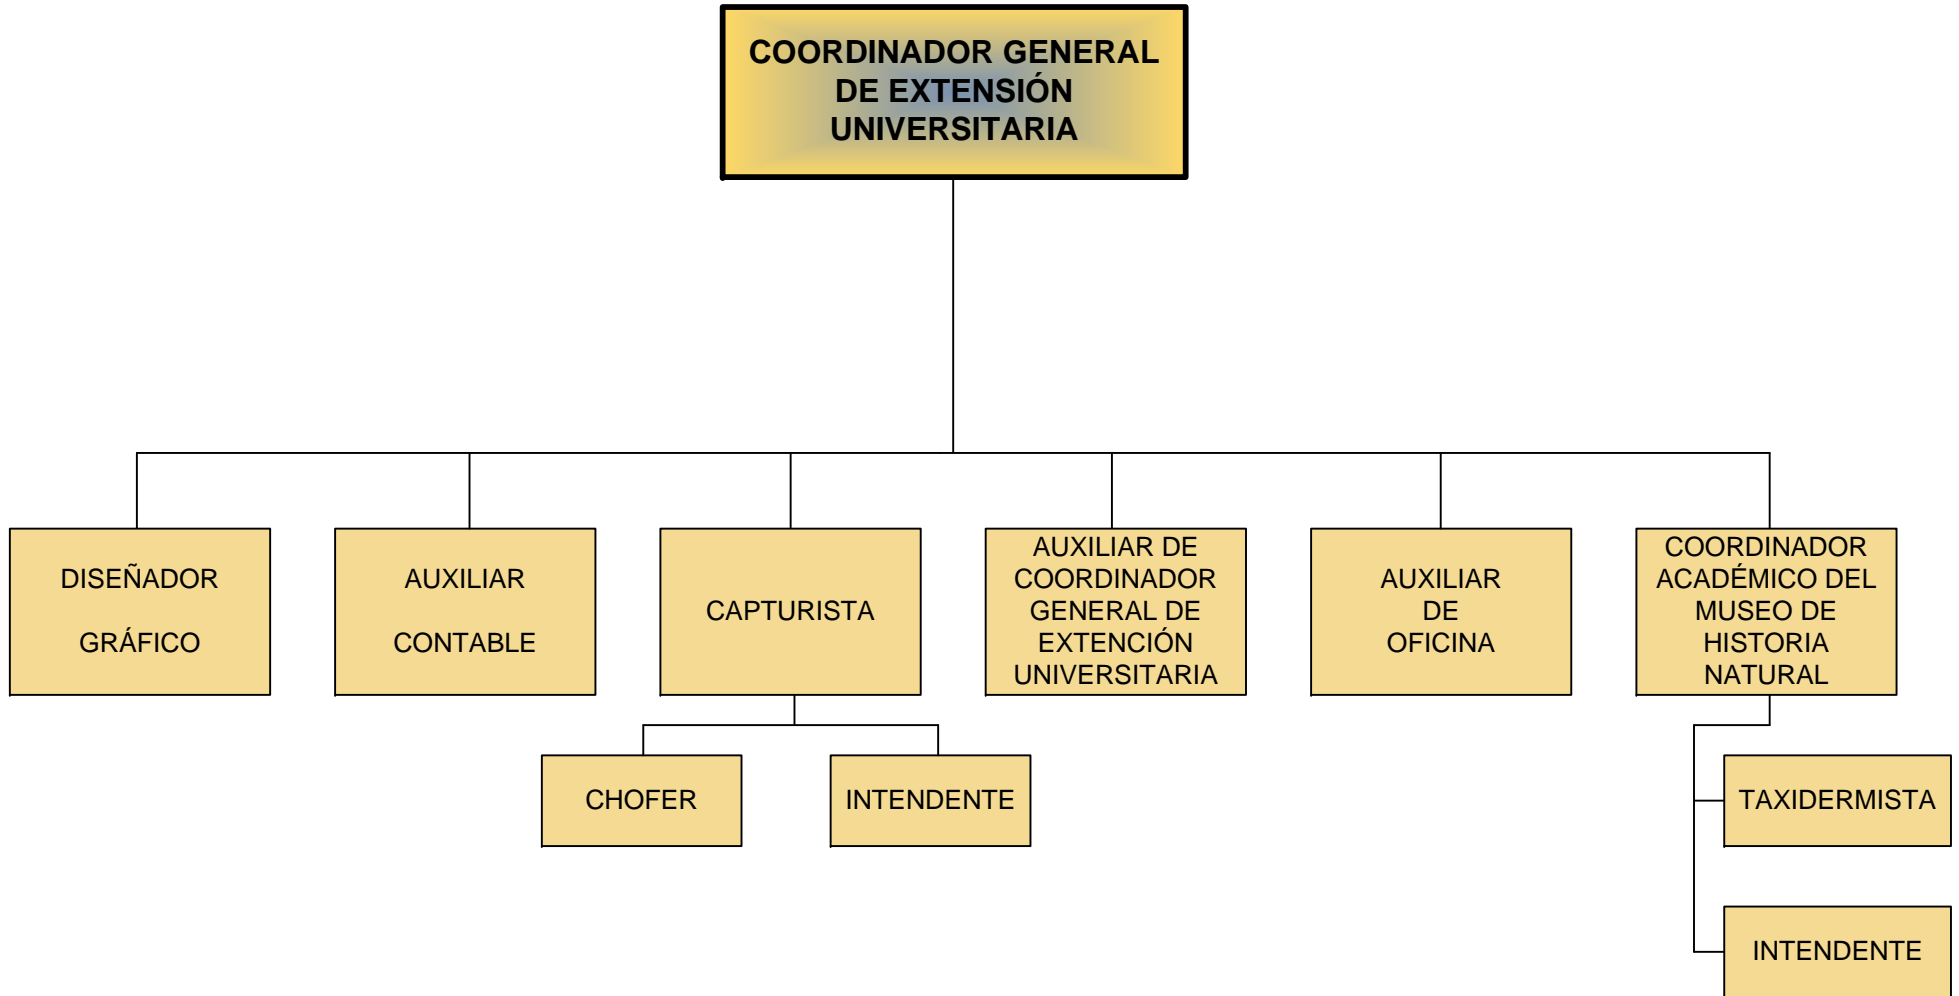 COORDINADOR GENERAL
DE EXTENSIÓN
UNIVERSITARIA
DISEÑADOR
GRÁFICO
AUXILIAR
CONTABLE
CAPTURISTA
AUXILIAR DE
COORDINADOR
GENERAL DE
EXTENCIÓN
UNIVERSITARIA
AUXILIAR
DE
OFICINA
COORDINADOR
ACADÉMICO DEL
MUSEO DE
HISTORIA
NATURAL
CHOFER
INTENDENTE
TAXIDERMISTA
INTENDENTE